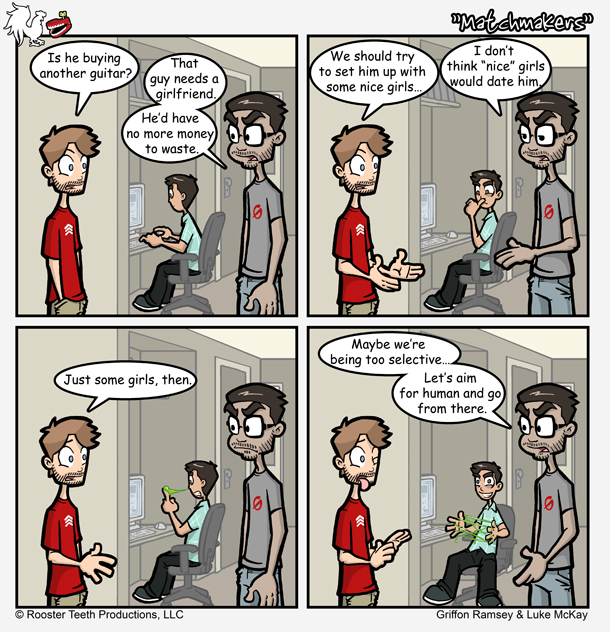 "Matchmakers"
Is he buying
another guitar?
That
guy needs a
girlfriend.
He'd have
no more money
to waste.
We should try
to set him up with
some nice girls...
I don't
think "nice" girls
would date him.
Just some girls, then.
Maybe we're
being too selective...
Let's aim
for human and go
from there.
© Rooster Teeth Productions, LLC
Griffon Ramsey & Luke McKay